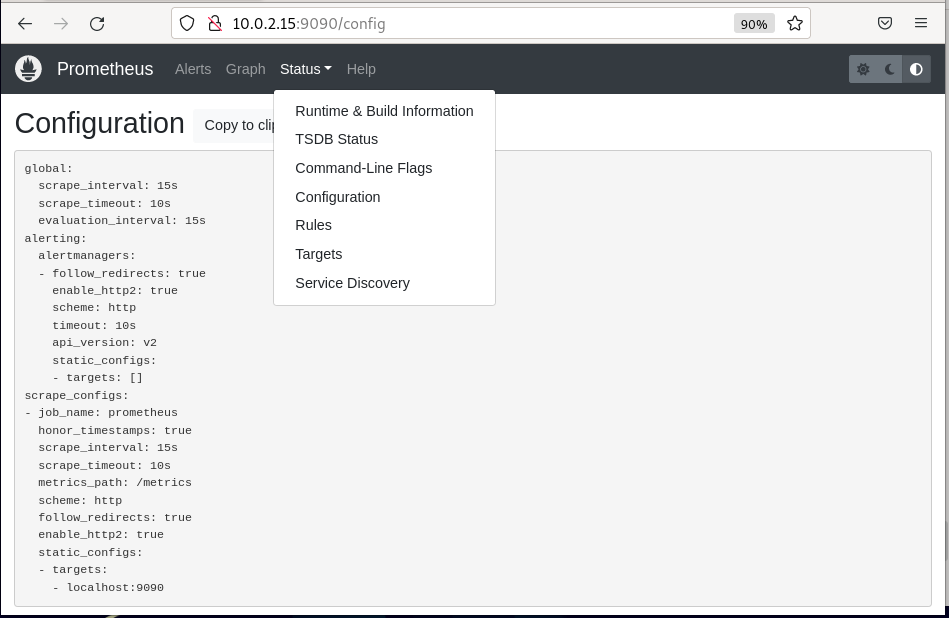 10.0.2.15:9090/config
90%
Prometheus Alerts Graph Status Help
Runtime & Build Information
TSDB Status
Command-Line Flags
Configuration
Rules
Targets
Service Discovery
Configuration Copy to clip
global:
  scrape_interval: 15s
  scrape_timeout: 10s
  evaluation_interval: 15s
alerting:
  alertmanagers:
  - follow_redirects: true
    enable_http2: true
    scheme: http
    timeout: 10s
    api_version: v2
    static_configs:
    - targets: []
scrape_configs:
- job_name: prometheus
  honor_timestamps: true
  scrape_interval: 15s
  scrape_timeout: 10s
  metrics_path: /metrics
  scheme: http
  follow_redirects: true
  enable_http2: true
  static_configs:
  - targets:
    - localhost:9090